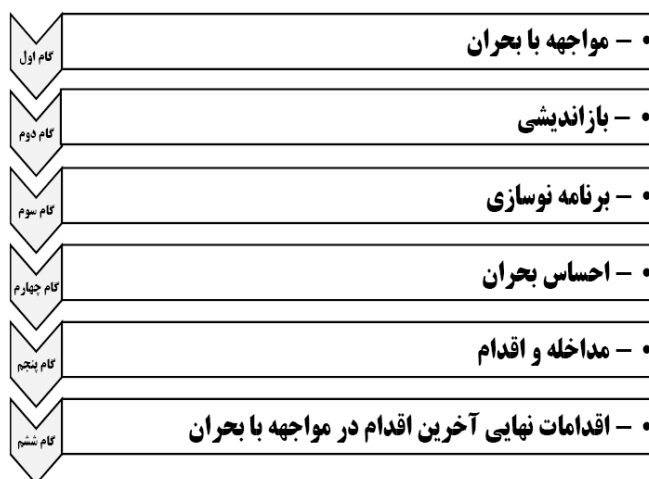 گام اول
• – مواجهه با بحران
گام دوم
• – بازاندیشی
گام سوم
• – برنامه نوسازی
گام چهارم
• – احساس بحران
گام پنجم
• – مداخله و اقدام
گام ششم
• – اقدامات نهایی آخرین اقدام در مواجهه با بحران